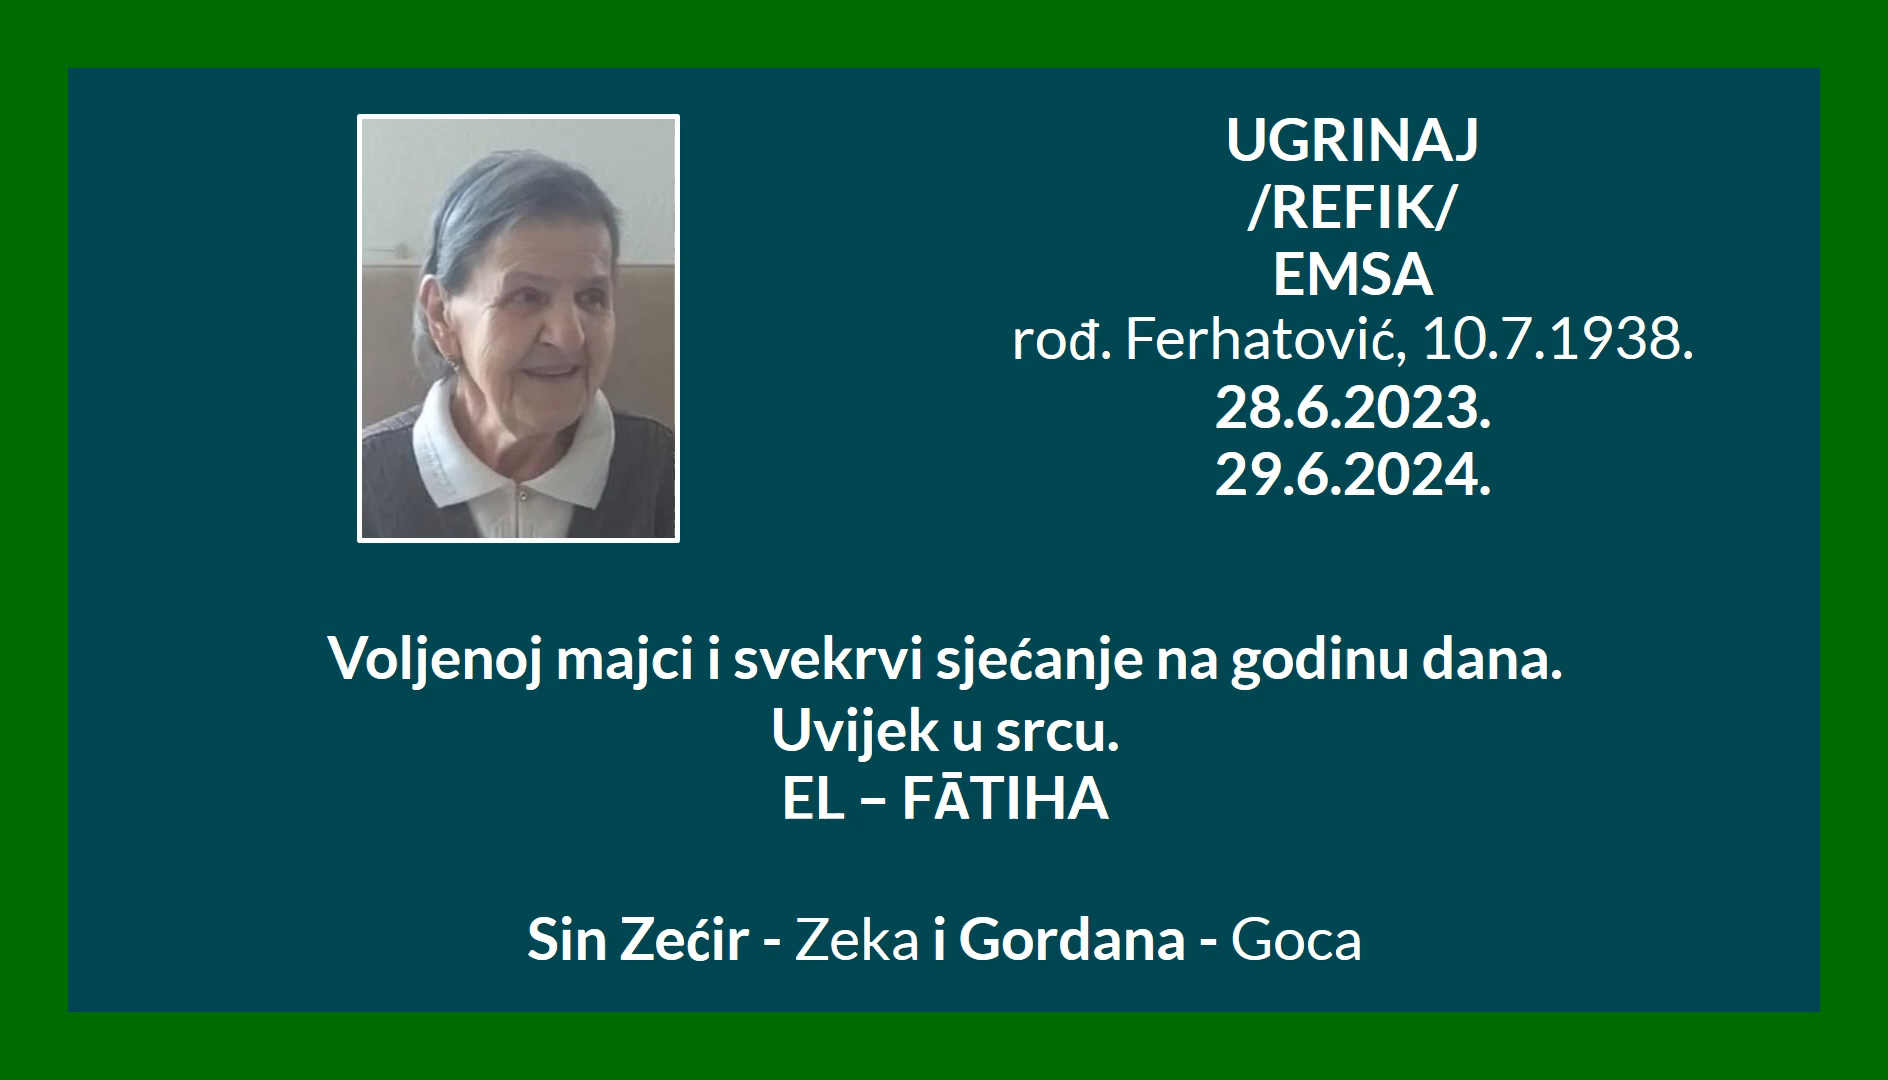 UGRINAJ
/REFIK/
EMSA
rođ. Ferhatović, 10.7.1938.
28.6.2023.
29.6.2024.
Voljenoj majci i svekrvi sjećanje na godinu dana.
Uvijek u srcu.
EL – FĀTIHA
Sin Zećir - Zeka i Gordana - Goca